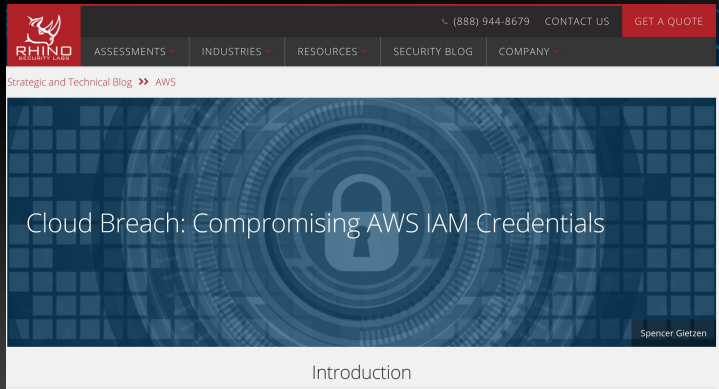 (888) 944-8679 CONTACT US GET A QUOTE
RHINO
SECURITY LABS
ASSESSMENTS INDUSTRIES RESOURCES SECURITY BLOG COMPANY
Strategic and Technical Blog >> AWS
Cloud Breach: Compromising AWS IAM Credentials
Spencer Gietzen
Introduction